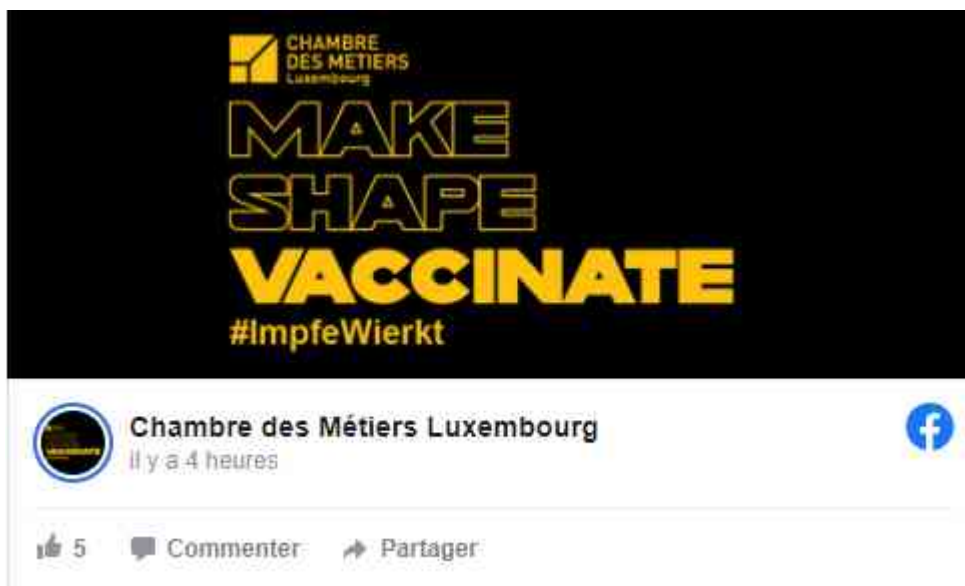 CHAMBRE
DES METIERS
Luxembourg
MAKE
SHAPE
VACCINATE
#ImpfeWierkt
Chambre des Métiers Luxembourg
il y a 4 heures
5 Commenter Partager